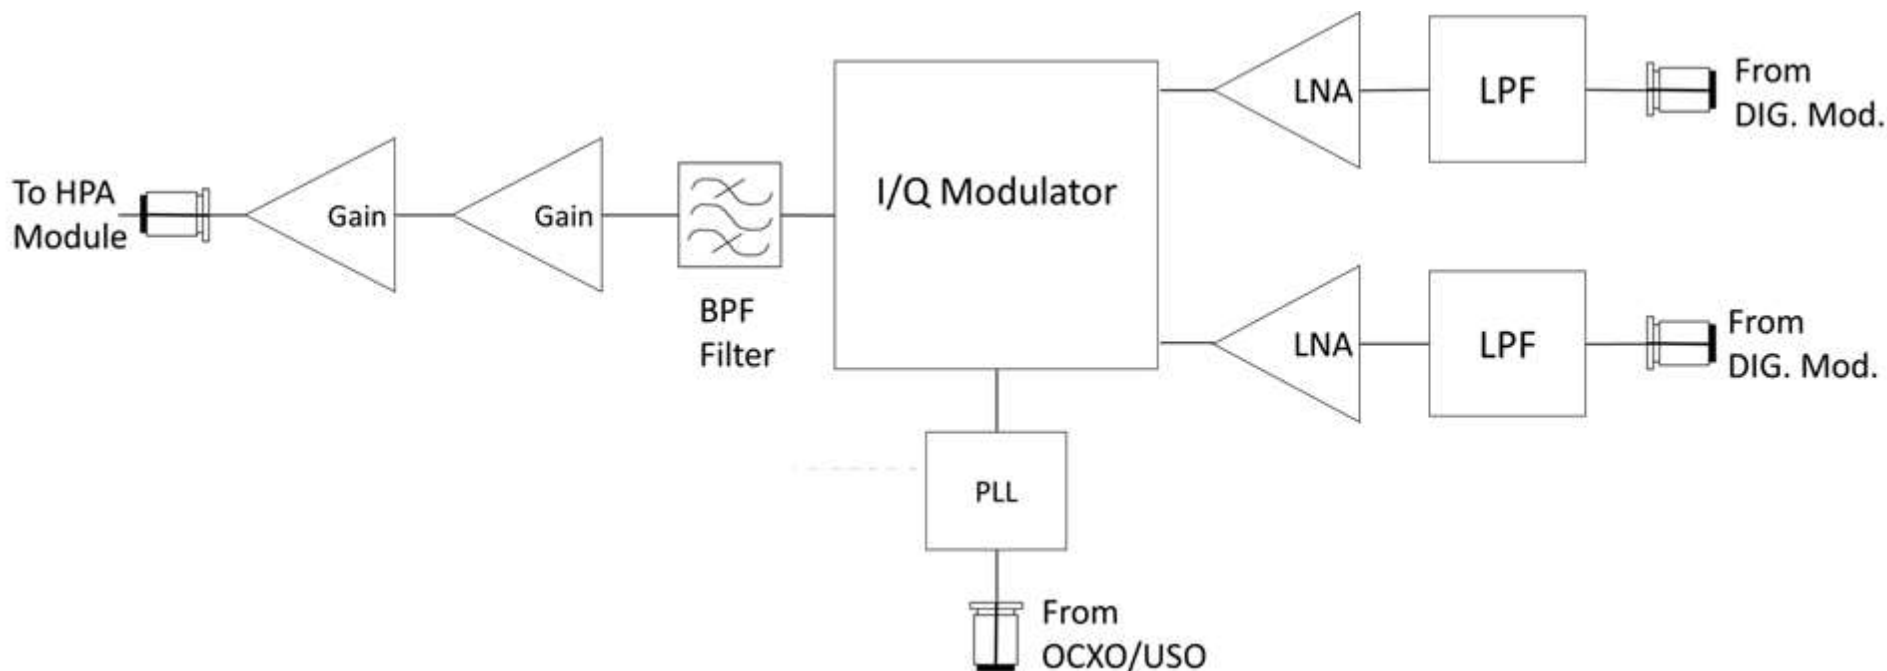 To HPA
Module
Gain
Gain
BPF
Filter
I/Q Modulator
LNA
LPF
From
DIG. Mod.
LNA
LPF
From
DIG. Mod.
PLL
From
OCXO/USO